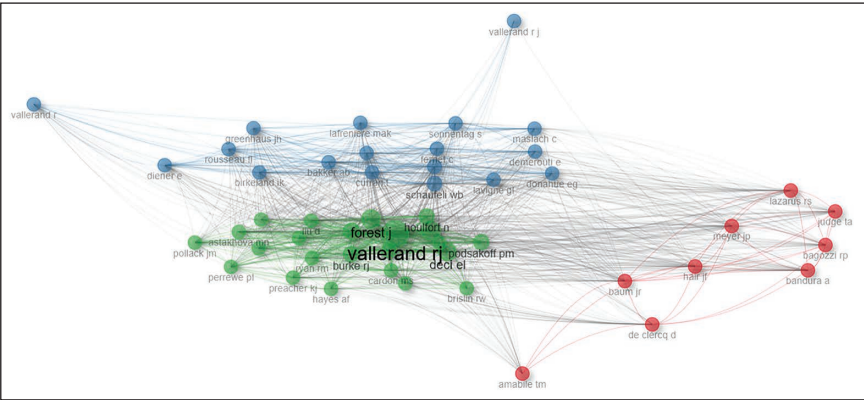 vallerand r j
vallerand r
greenhaus jh
lafreniere mak
sonnentag s
maslach c
rousseau fl
bakker ab
demerouti e
diener e
birkeland ik
curran t
schaufeli wb
lavigne gl
donahue eg
lazarus rs
judge ta
meyer jp
bagozzi rp
bandura a
hair jf
baum jr
de clercq d
amabile tm
liu d
forest j
houlfort n
astakhova mn
pollack jm
vallerand rj
podsakoff pm
ryan rm
burke rj
deci el
perrewe pl
preacher kj
cardon ms
hayes af
brislin rw